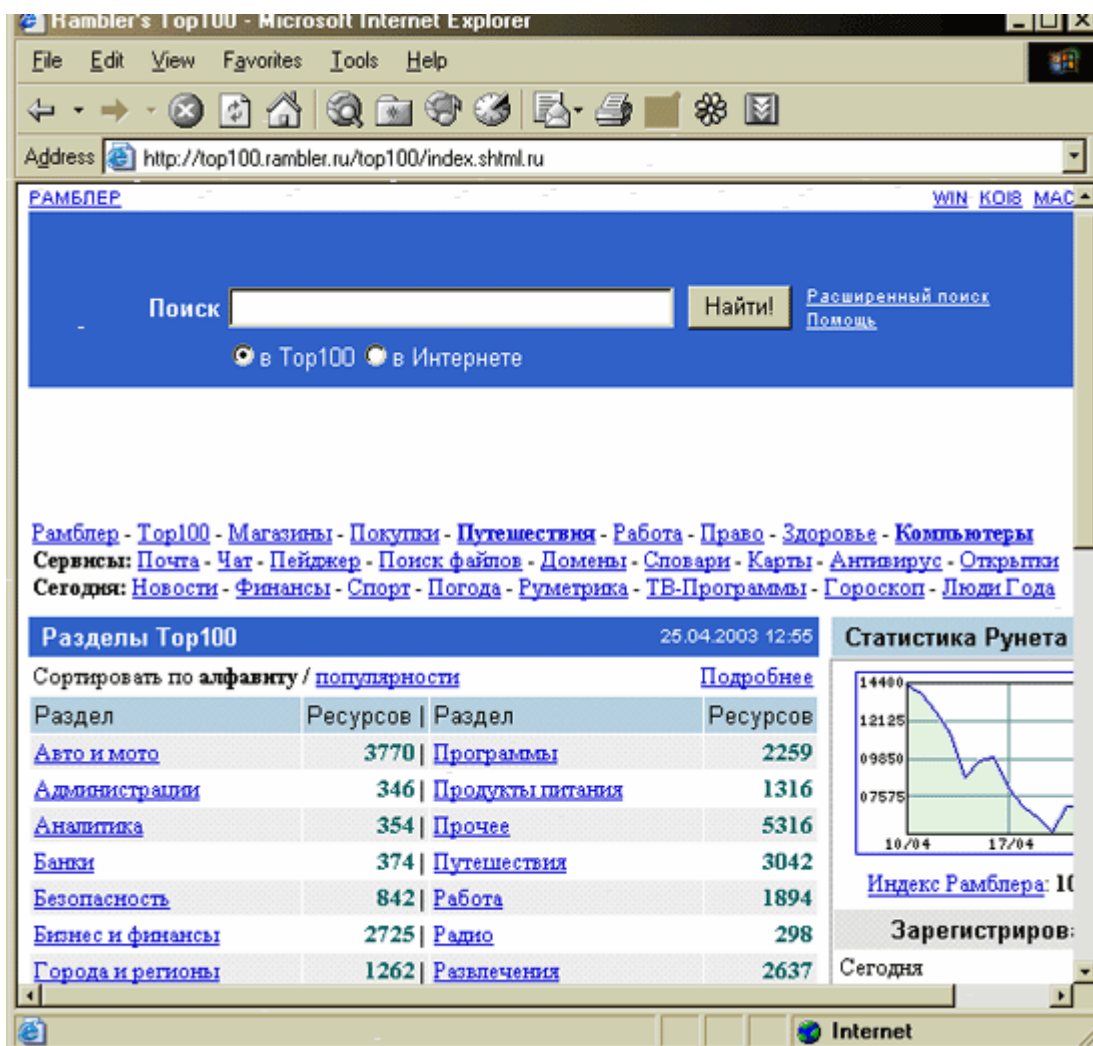 Rambler's Top100 - Microsoft Internet Explorer
File Edit View Favorites Tools Help
Address http://top100.rambler.ru/top100/index.shtml.ru
РАМБЛЕР WIN KOI8 MAC
Поиск Найти! Расширенный поиск
Помощь
в Top100 в Интернете
Рамблер - Top100 - Магазины - Покупки - Путешествия - Работа - Право - Здоровье - Компьютеры
Сервисы: Почта - Чат - Пейджер - Поиск файлов - Домены - Словари - Карты - Антивирус - Открытки
Сегодня: Новости - Финансы - Спорт - Погода - Руметрика - ТВ-Программы - Гороскоп - Люди Года
Разделы Top100 25.04.2003 12:55
Сортировать по алфавиту / популярности Подробнее
Раздел Ресурсов | Раздел Ресурсов
Авто и мото 3770 | Программы 2259
Администрации 346 | Продукты питания 1316
Аналитика 354 | Прочее 5316
Банки 374 | Путешествия 3042
Безопасность 842 | Работа 1894
Бизнес и финансы 2725 | Радио 298
Города и регионы 1262 | Развлечения 2637
Статистика Рунета
14400
12125
09850
07575
10/04 17/04
Индекс Рамблера: 10
Зарегистриров
Сегодня
Internet